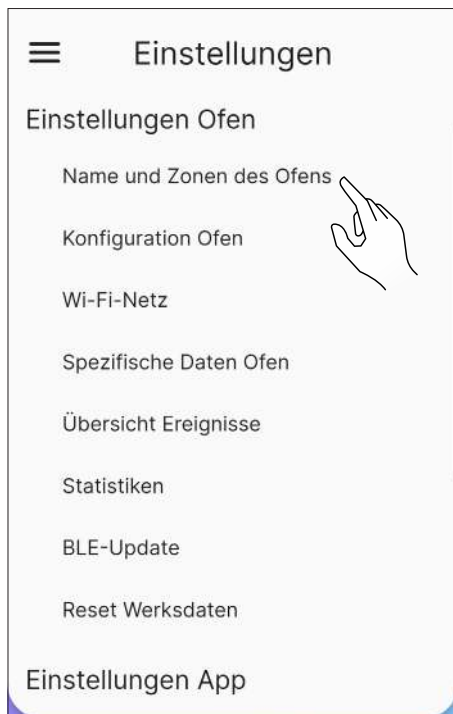 Einstellungen
Einstellungen Ofen
Name und Zonen des Ofens
Konfiguration Ofen
Wi-Fi-Netz
Spezifische Daten Ofen
Übersicht Ereignisse
Statistiken
BLE-Update
Reset Werksdaten
Einstellungen App